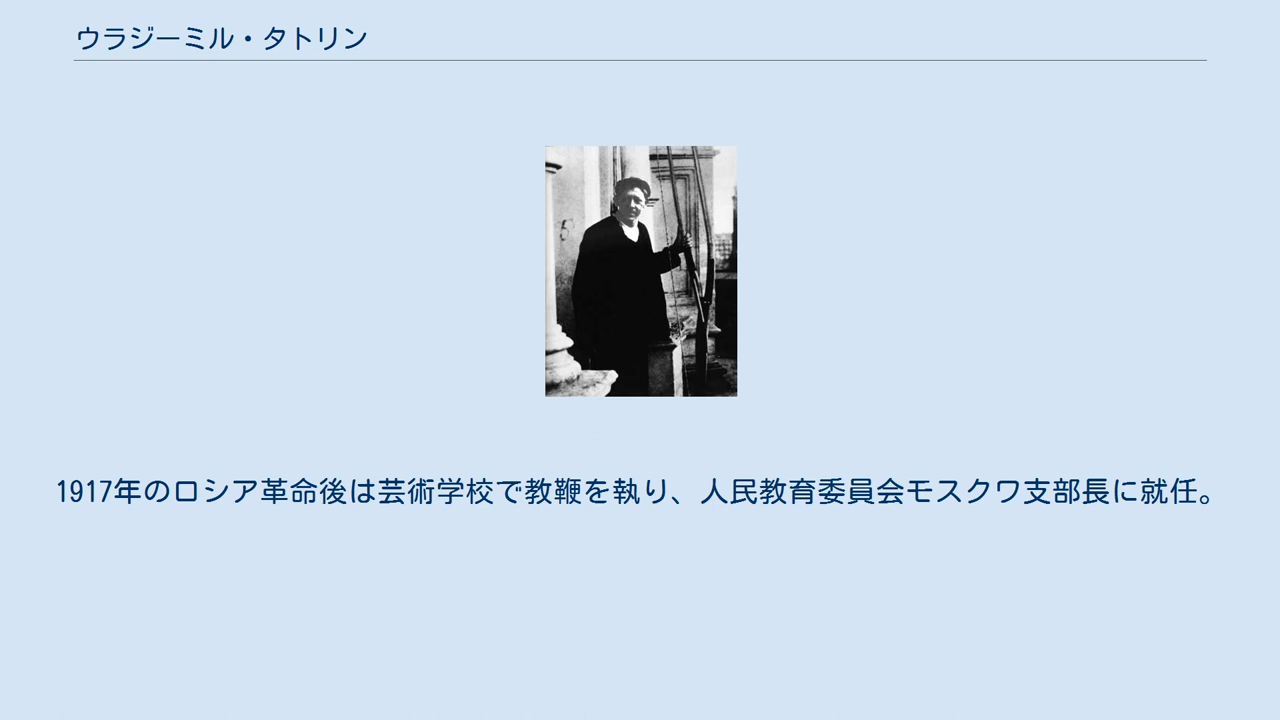 ウラジーミル・タトリン
1917年のロシア革命後は芸術学校で教鞭を執り、人民教育委員会モスクワ支部長に就任。